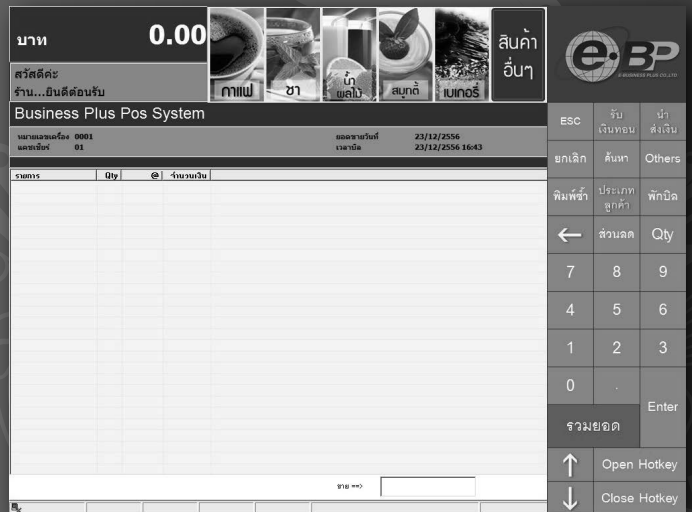 บาท 0.00
สวัสดีค่ะ
ร้าน...ยินดีต้อนรับ
กาแฟ
ชา
น้ำ
ผลไม้
สมูทตี้
เบเกอรี่
สินค้า
อื่นๆ
e·BP
E-BUSINESS PLUS CO.,LTD
Business Plus Pos System
หมายเลขเครื่อง 0001 ยอดขายวันที่ 23/12/2556
แคชเชียร์ 01 เวลาบิล 23/12/2556 16:43
รายการ Qty @ จำนวนเงิน
ขาย ==>
ESC รับเงินทอน นำส่งเงิน
ยกเลิก ค้นหา Others
พิมพ์ซ้ำ ประเภทลูกค้า พักบิล
← ส่วนลด Qty
7 8 9
4 5 6
1 2 3
0 .
Enter
รวมยอด
↑ Open Hotkey
↓ Close Hotkey